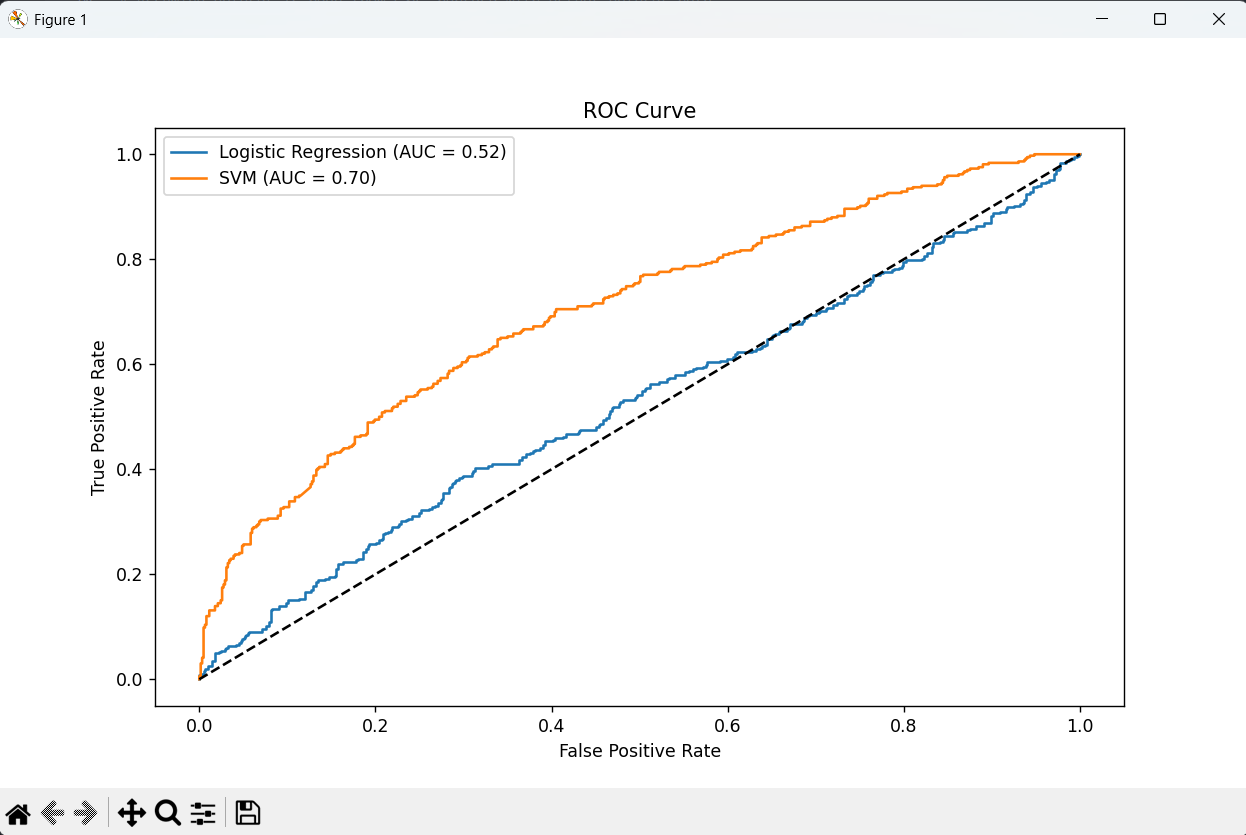 Figure 1
ROC Curve
Logistic Regression (AUC = 0.52)
SVM (AUC = 0.70)
1.0
0.8
0.6
0.4
0.2
0.0
True Positive Rate
0.0 0.2 0.4 0.6 0.8 1.0
False Positive Rate